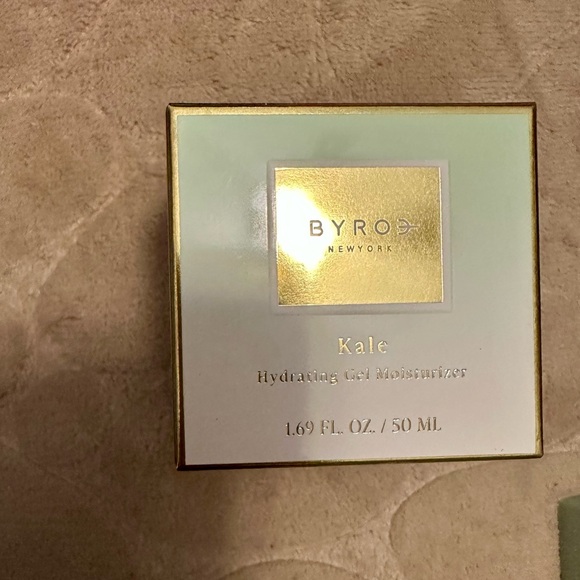 BYROE
NEWYORK
Kale
Hydrating Gel Moisturizer
1.69 FL. OZ. / 50 ML